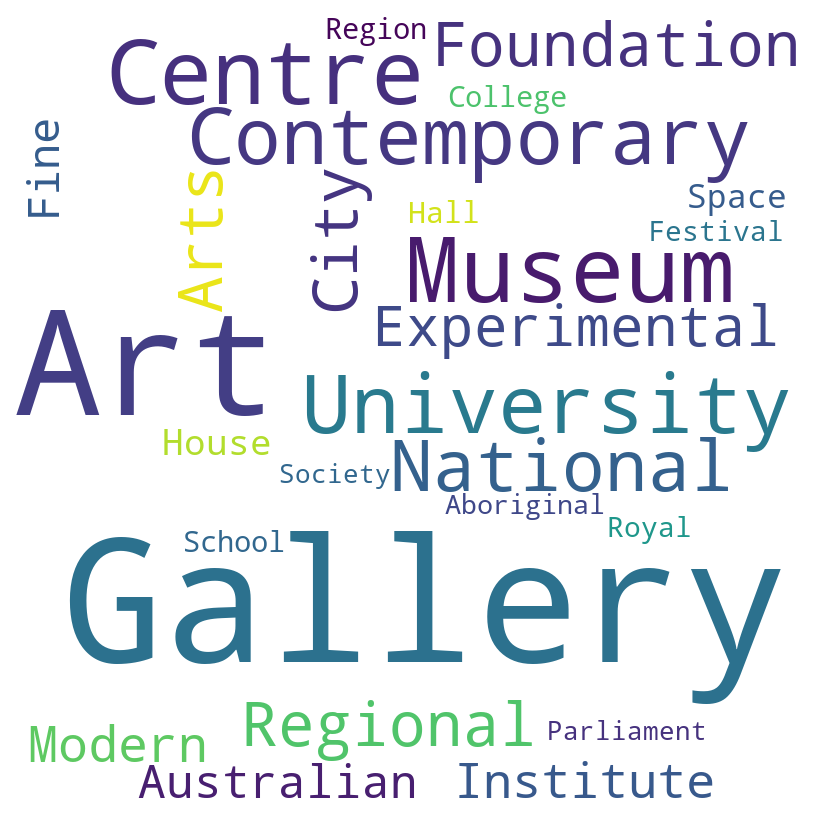 Region
Foundation
Centre
College
Contemporary
Fine
Arts
City
Space
Hall
Festival
Museum
Experimental
Art
University
House
National
Society
Aboriginal
Royal
School
Gallery
Regional
Modern
Parliament
Australian
Institute